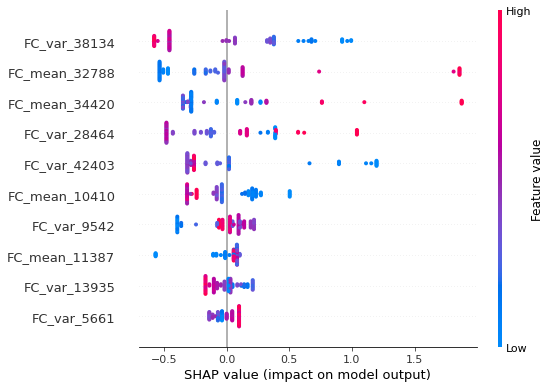 High
FC_var_38134
FC_mean_32788
FC_mean_34420
FC_var_28464
FC_var_42403
FC_mean_10410
FC_var_9542
FC_mean_11387
FC_var_13935
FC_var_5661
Feature value
Low
−0.5 0.0 0.5 1.0 1.5
SHAP value (impact on model output)